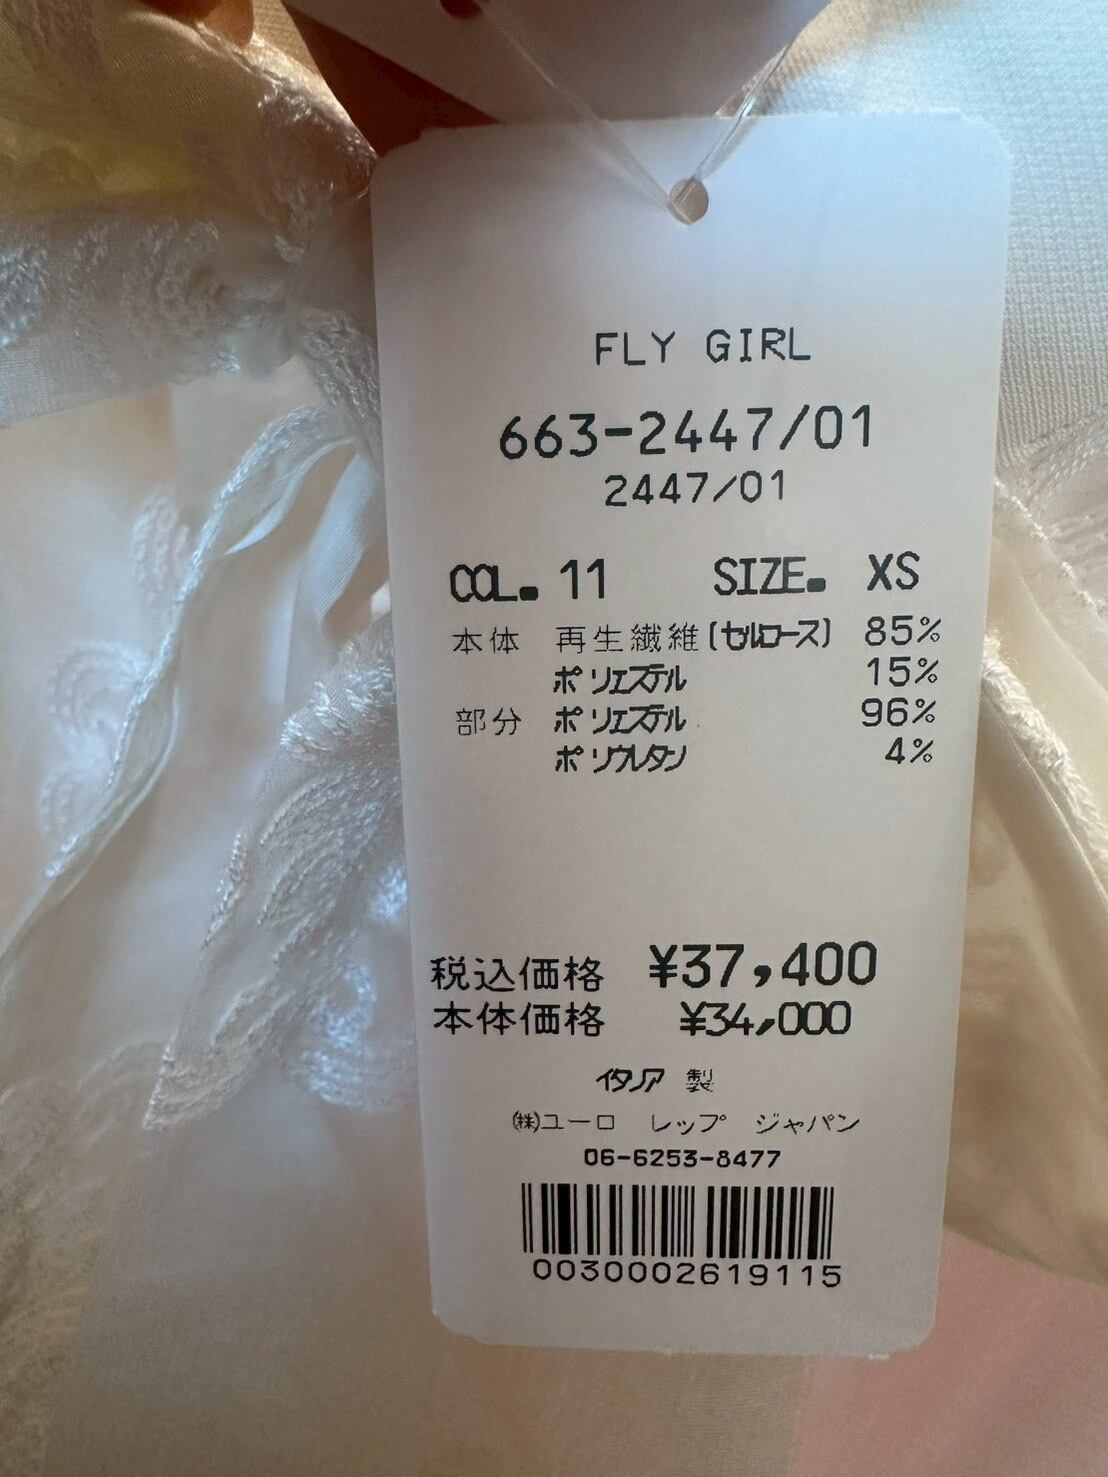 FLY GIRL
663-2447/01
2447/01
COL. 11 SIZE. XS
本体 再生繊維(セルロース) 85%
ポリエステル 15%
部分 ポリエステル 96%
ポリウレタン 4%
税込価格 ¥37,400
本体価格 ¥34,000
イタリア 製
㈱ユーロ レップ ジャパン
06-6253-8477
0030002619115